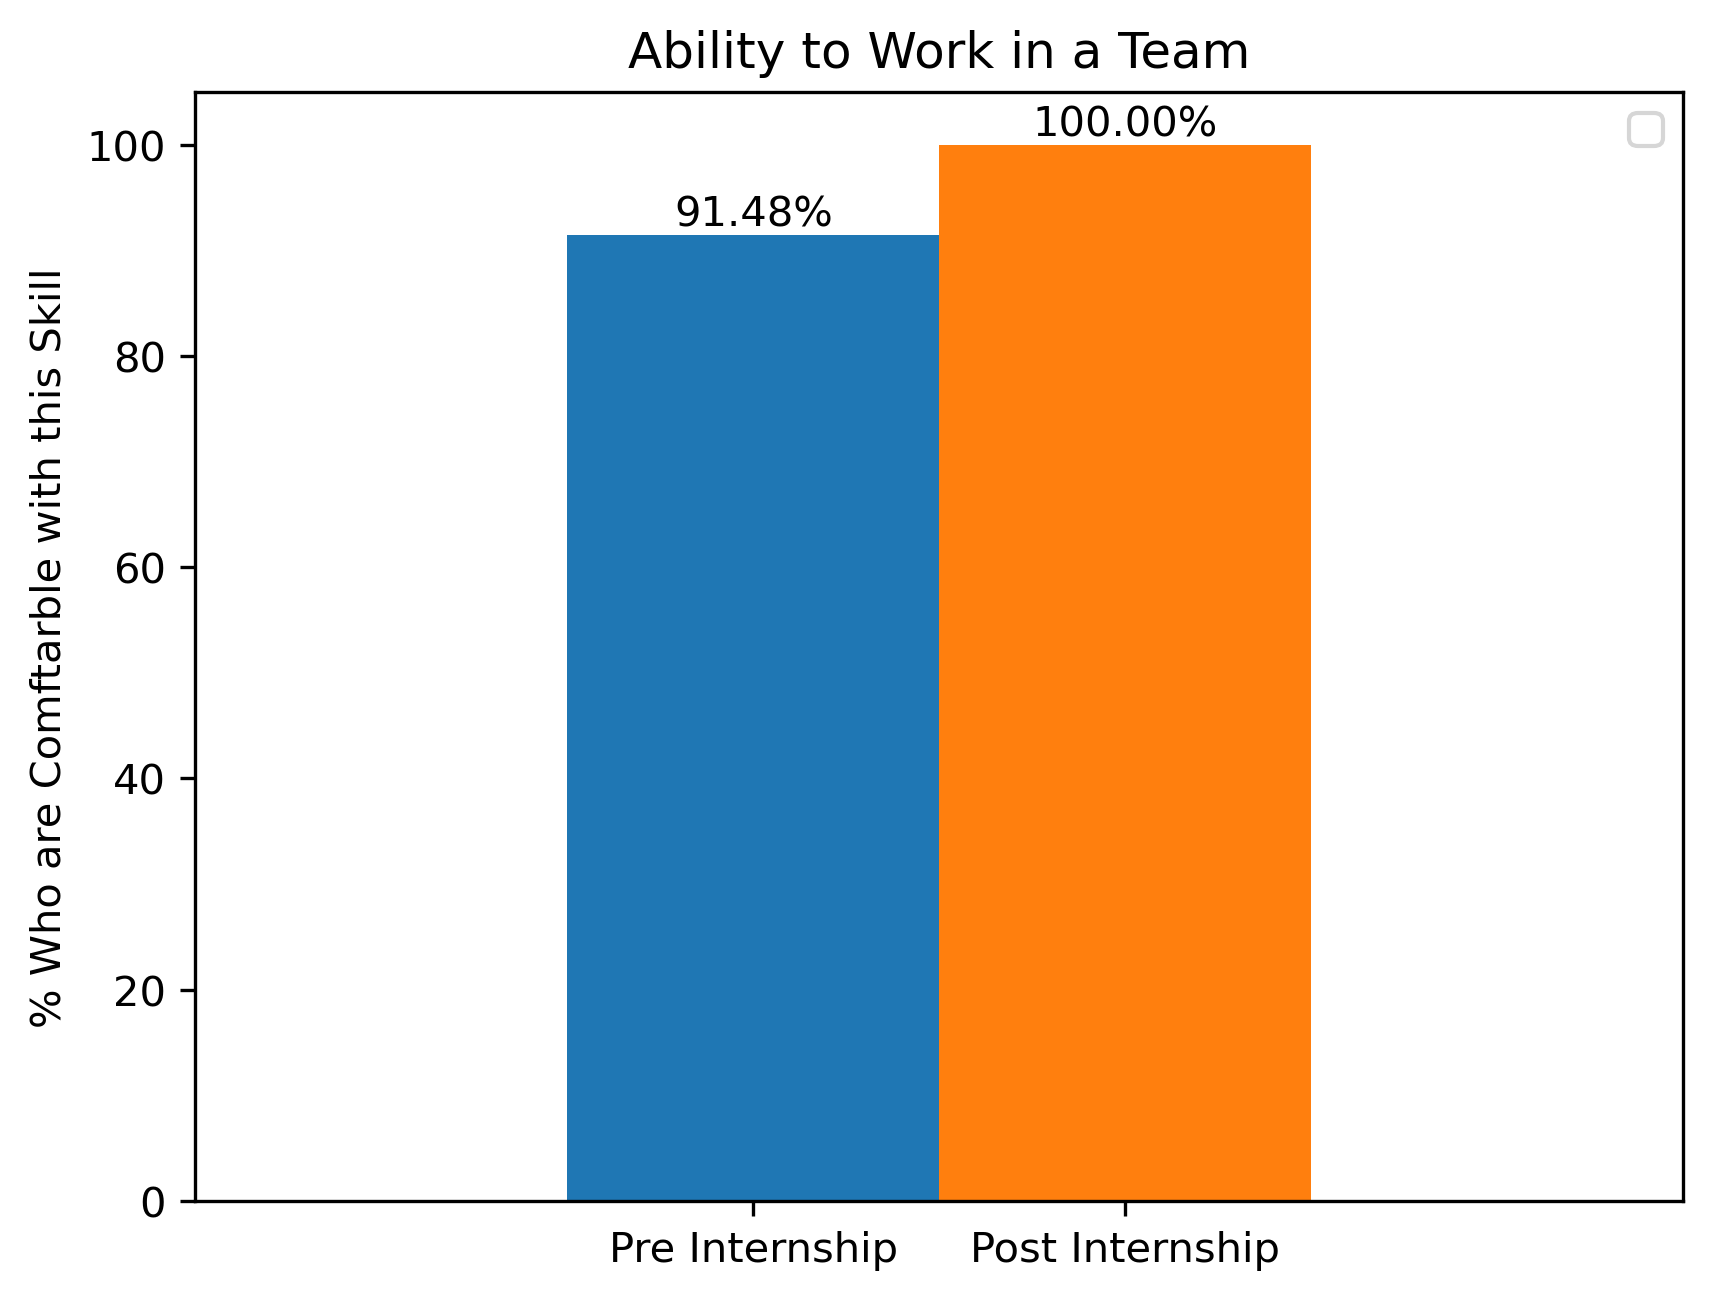 Ability to Work in a Team
% Who are Comftarble with this Skill
100
80
60
40
20
0
91.48%
100.00%
Pre Internship
Post Internship